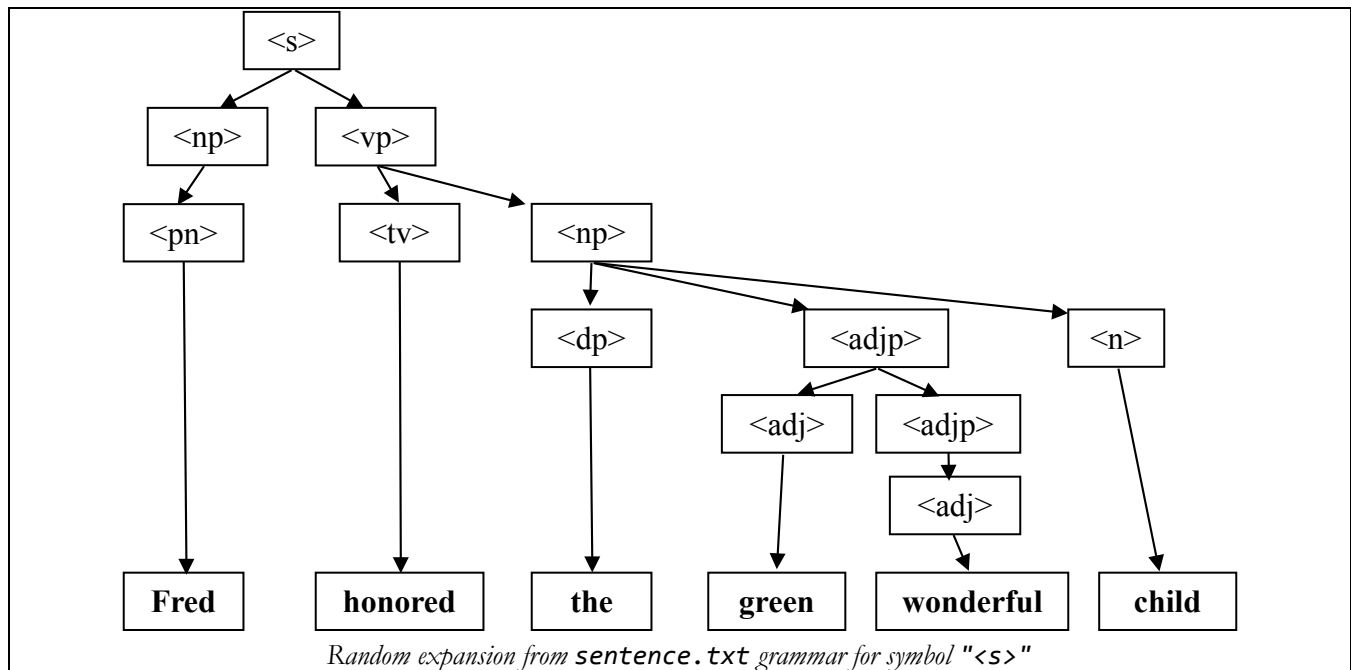 <s>
<np> <vp>
<pn> <tv> <np>
<dp> <adjp> <n>
<adj> <adjp>
<adj>
Fred honored the green wonderful child
Random expansion from sentence.txt grammar for symbol "<s>"